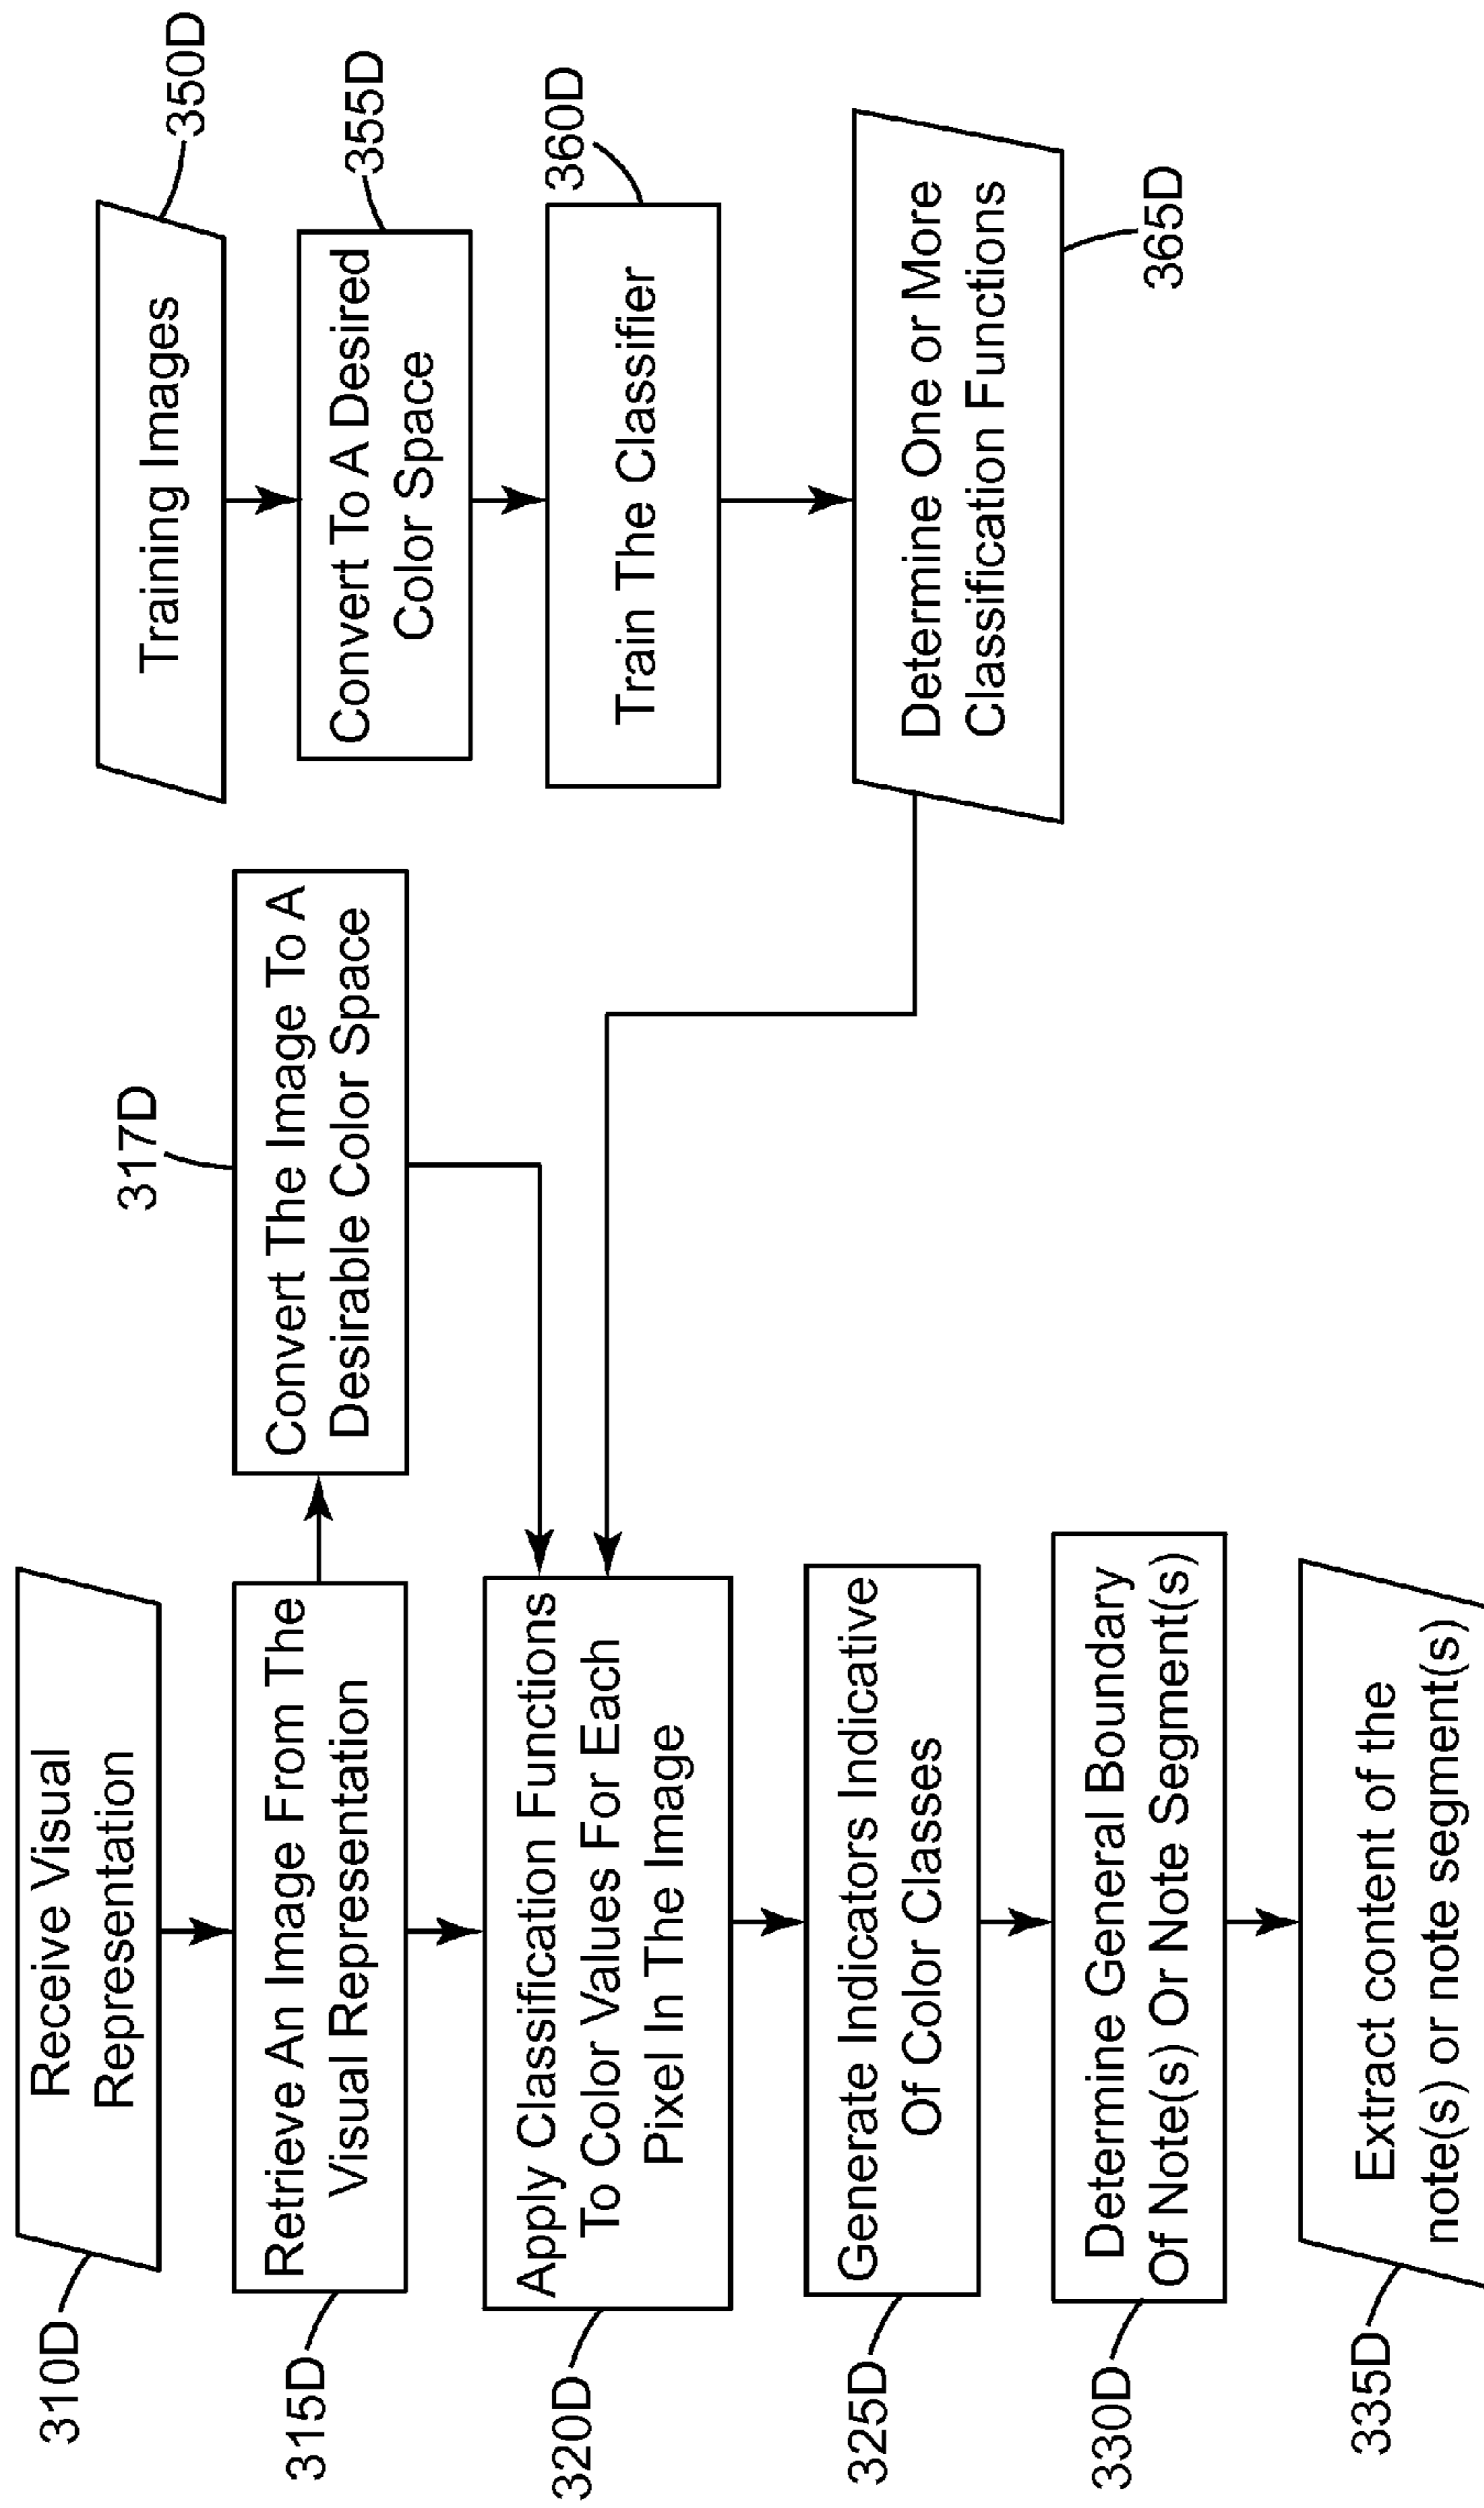 310D
Receive Visual
Representation
315D
Retrieve An Image From The
Visual Representation
317D
Convert The Image To A
Desirable Color Space
320D
Apply Classification Functions
To Color Values For Each
Pixel In The Image
325D
Generate Indicators Indicative
Of Color Classes
330D
Determine General Boundary
Of Note(s) Or Note Segment(s)
335D
Extract content of the
note(s) or note segment(s)
350D
Training Images
355D
Convert To A Desired
Color Space
360D
Train The Classifier
365D
Determine One or More
Classification Functions